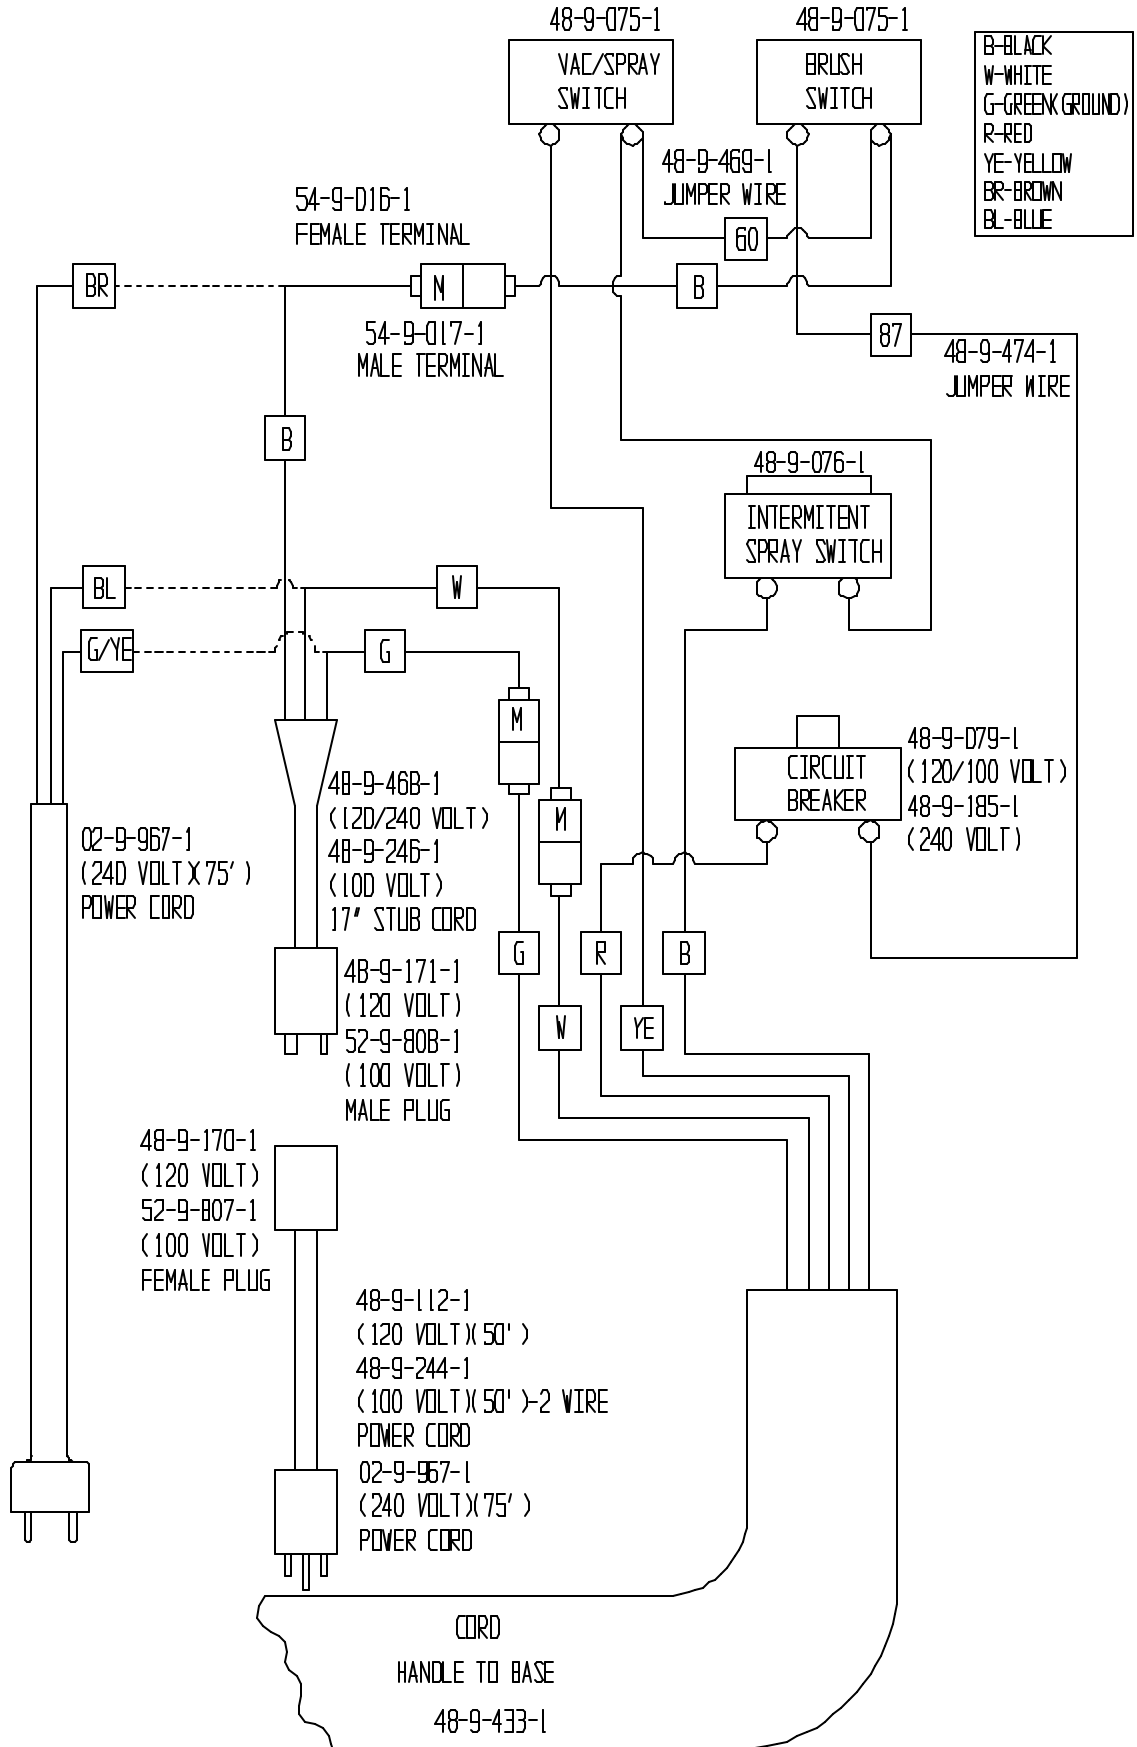 48-9-075-1
VAC/SPRAY
SWITCH
48-9-075-1
BRUSH
SWITCH
B-BLACK
W-WHITE
G-GREEN(GROUND)
R-RED
YE-YELLOW
BR-BROWN
BL-BLUE
48-9-469-1
JUMPER WIRE
60
54-9-016-1
FEMALE TERMINAL
BR
M
B
54-9-017-1
MALE TERMINAL
87
48-9-474-1
JUMPER WIRE
B
48-9-076-1
INTERMITENT
SPRAY SWITCH
BL
W
G/YE
G
M
M
48-9-079-1
(120/100 VOLT)
48-9-185-1
(240 VOLT)
CIRCUIT
BREAKER
48-9-468-1
(120/240 VOLT)
48-9-246-1
(100 VOLT)
17" STUB CORD
02-9-967-1
(240 VOLT)(75')
POWER CORD
G
R
B
W
YE
48-9-171-1
(120 VOLT)
52-9-808-1
(100 VOLT)
MALE PLUG
48-9-170-1
(120 VOLT)
52-9-807-1
(100 VOLT)
FEMALE PLUG
48-9-112-1
(120 VOLT)(50')
48-9-244-1
(100 VOLT)(50')-2 WIRE
POWER CORD
02-9-967-1
(240 VOLT)(75')
POWER CORD
CORD
HANDLE TO BASE
48-9-433-1